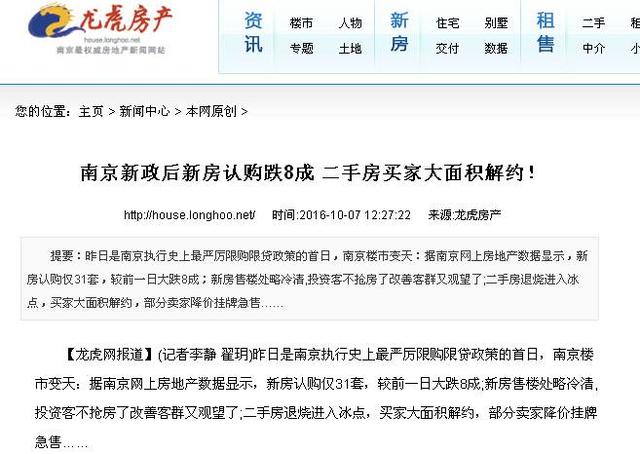 龙虎房产
house.longhoo.net
南京最权威房地产新闻网站
资讯 楼市 人物 专题 土地
新房 住宅 别墅 交付 数据
租售 二手 租 中介 小
您的位置：主页 > 新闻中心 > 本网原创 >
南京新政后新房认购跌8成 二手房买家大面积解约！
http://house.longhoo.net/ 时间:2016-10-07 12:27:22 来源:龙虎房产
提要：昨日是南京执行史上最严厉限购限贷政策的首日，南京楼市变天：据南京网上房地产数据显示，新
房认购仅31套，较前一日大跌8成；新房售楼处略冷清,投资客不抢房了改善客群又观望了;二手房退烧进入冰
点，买家大面积解约，部分卖家降价挂牌急售……
【龙虎网报道】(记者李静 翟玥)昨日是南京执行史上最严厉限购限贷政策的首日，南京楼
市变天：据南京网上房地产数据显示，新房认购仅31套，较前一日大跌8成;新房售楼处略冷清,
投资客不抢房了改善客群又观望了;二手房退烧进入冰点，买家大面积解约，部分卖家降价挂牌
急售……